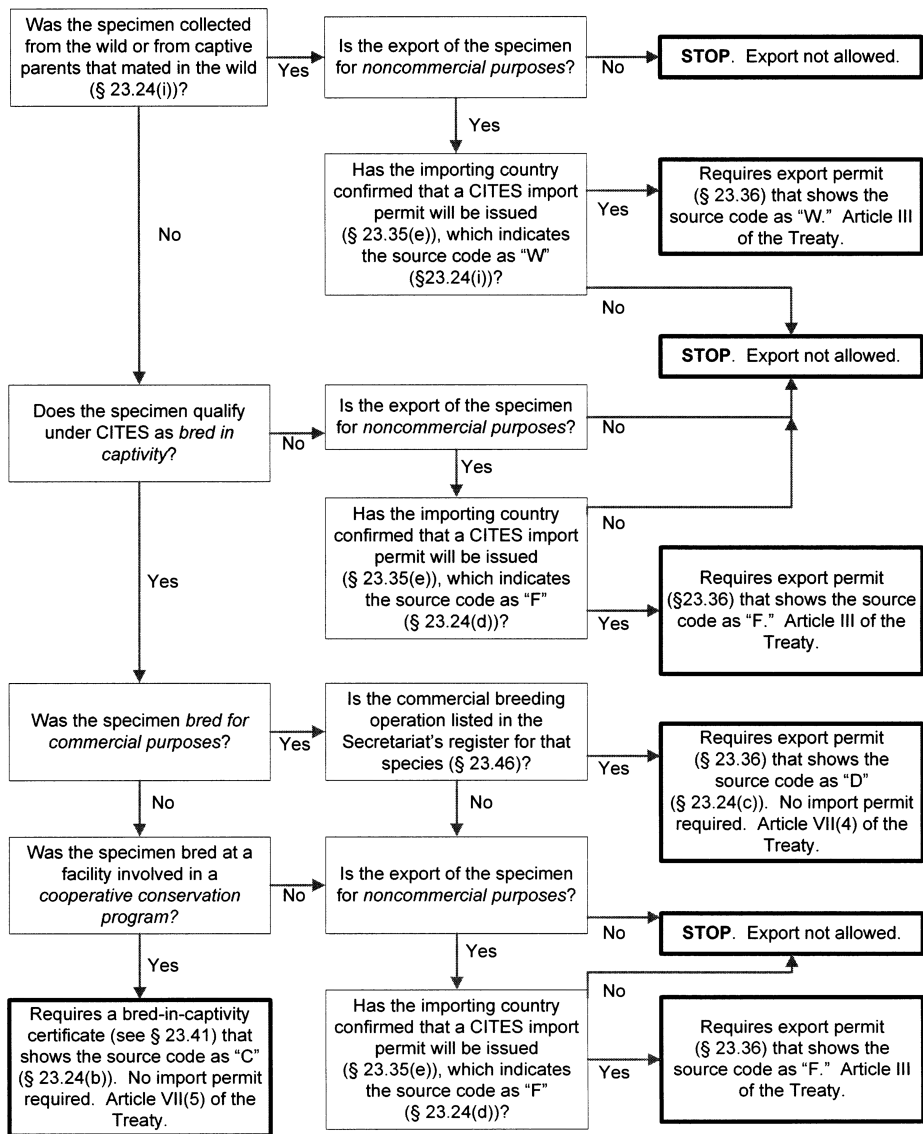 Was the specimen collected
from the wild or from captive
parents that mated in the wild
(§ 23.24(i))?
Yes
Is the export of the specimen
for noncommercial purposes?
No
STOP. Export not allowed.
Yes
Has the importing country
confirmed that a CITES import
permit will be issued
(§ 23.35(e)), which indicates
the source code as “W”
(§23.24(i)?
Yes
Requires export permit
(§ 23.36) that shows the
source code as “W.” Article III
of the Treaty.
No
No
STOP. Export not allowed.
Does the specimen qualify
under CITES as bred in
captivity?
No
Is the export of the specimen
for noncommercial purposes?
No
Yes
Has the importing country
confirmed that a CITES import
permit will be issued
(§ 23.35(e)), which indicates
the source code as “F”
(§ 23.24(d))?
No
Yes
Requires export permit
(§23.36) that shows the source
code as “F.” Article III of the
Treaty.
Yes
Was the specimen bred for
commercial purposes?
Yes
Is the commercial breeding
operation listed in the
Secretariat’s register for that
species (§ 23.46)?
Yes
Requires export permit
(§ 23.36) that shows the
source code as “D”
(§ 23.24(c)). No import permit
required. Article VII(4) of the
Treaty.
No
No
Was the specimen bred at a
facility involved in a
cooperative conservation
program?
No
Is the export of the specimen
for noncommercial purposes?
No
STOP. Export not allowed.
Yes
Yes
Requires a bred-in-captivity
certificate (see § 23.41) that
shows the source code as “C”
(§ 23.24(b)). No import permit
required. Article VII(5) of the
Treaty.
Has the importing country
confirmed that a CITES import
permit will be issued
(§ 23.35(e)), which indicates
the source code as “F”
(§ 23.24(d))?
No
Yes
Requires export permit
(§ 23.36) that shows the
source code as “F.” Article III
of the Treaty.